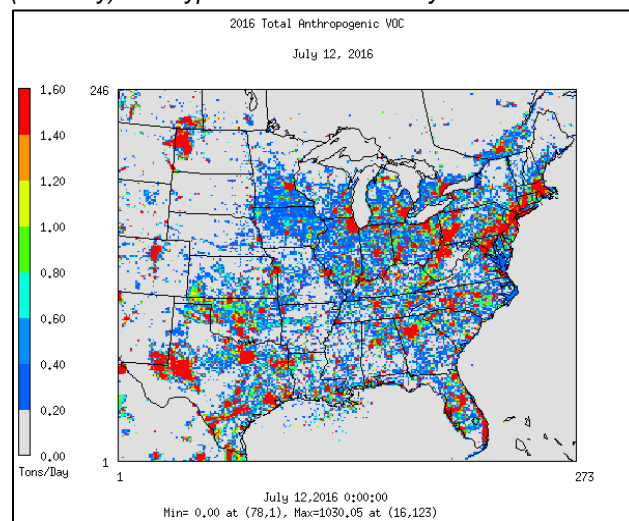 2016 Total Anthropogenic VOC
July 12, 2016
246
1.60
1.40
1.20
1.00
0.80
0.60
0.40
0.20
0.00
Tons/Day
1
1
273
July 12,2016 0:00:00
Min= 0.00 at (78,1), Max=1030.05 at (16,123)